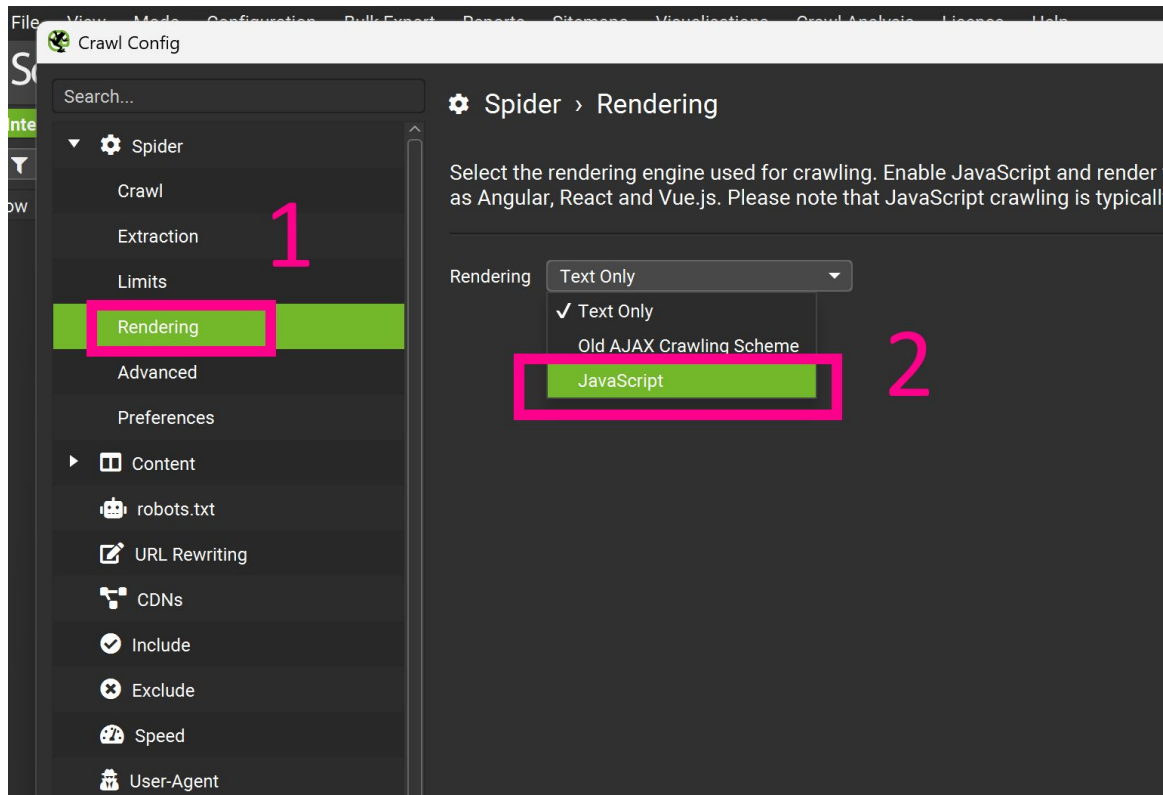 Crawl Config
Search...
Spider
Crawl
Extraction
Limits
Rendering
Advanced
Preferences
Content
robots.txt
URL Rewriting
CDNs
Include
Exclude
Speed
User-Agent
1
Spider › Rendering
Select the rendering engine used for crawling. Enable JavaScript and render
as Angular, React and Vue.js. Please note that JavaScript crawling is typicall
Rendering Text Only
Text Only
Old AJAX Crawling Scheme
JavaScript
2